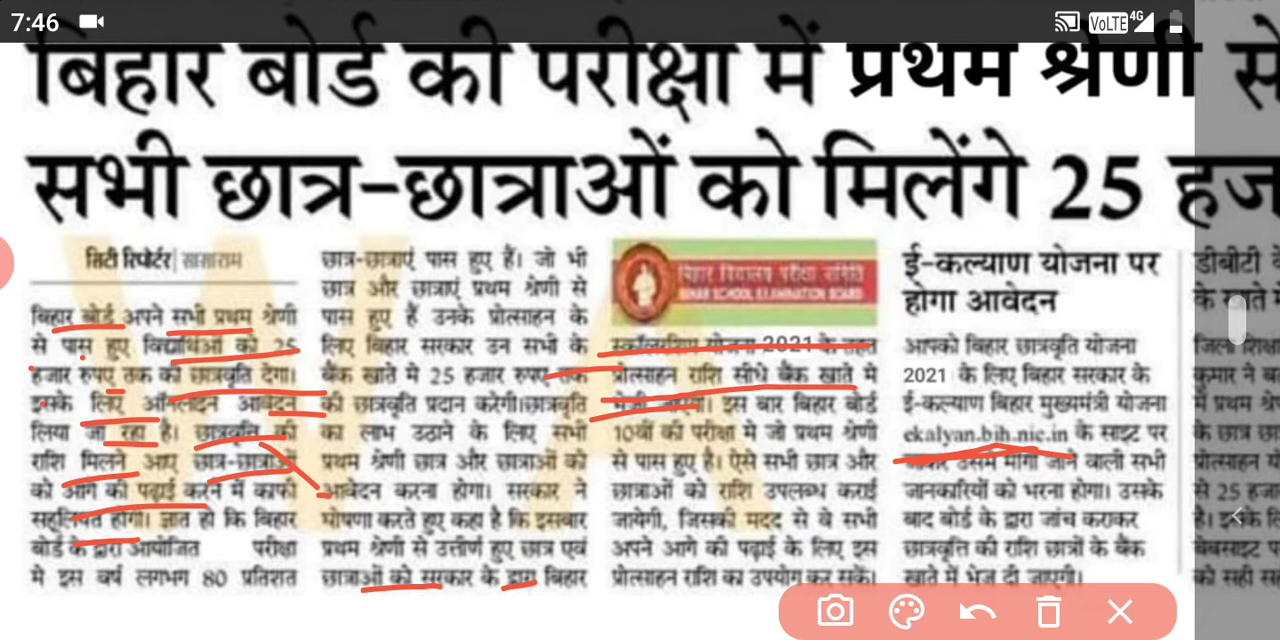 7:46
VoLTE 4G
बिहार बोर्ड की परीक्षा में प्रथम श्रेणी से
सभी छात्र-छात्राओं को मिलेंगे 25 हज
सिटी रिपोर्टर| सासाराम
बिहार बोर्ड अपने सभी प्रथम श्रेणी
से पास हुए विद्यार्थिओं को 25
हजार रुपए तक की छात्रवृति देगा।
इसके लिए ऑनलाइन आवेदन
लिया जा रहा है। छात्रवृति की
राशि मिलने आए छात्र-छात्राओं
को आगे की पढ़ाई करने में काफी
सहूलियत होगी। ज्ञात हो कि बिहार
बोर्ड के द्वारा आयोजित परीक्षा
मे इस वर्ष लगभग 80 प्रतिशत
छात्र-छात्राएं पास हुए हैं। जो भी
छात्र और छात्राएं प्रथम श्रेणी से
पास हुए हैं उनके प्रोत्साहन के
लिए बिहार सरकार उन सभी के
बैंक खाते मे 25 हजार रुपए तक
की छात्रवृति प्रदान करेगी।छात्रवृति
का लाभ उठाने के लिए सभी
प्रथम श्रेणी छात्र और छात्राओं को
आवेदन करना होगा। सरकार ने
घोषणा करते हुए कहा है कि इसबार
प्रथम श्रेणी से उत्तीर्ण हुए छात्र एवं
छात्राओं को सरकार के द्वारा बिहार
बिहार विद्यालय परीक्षा समिति
BIHAR SCHOOL EXAMINATION BOARD
स्कॉलरशिप योजना 2021 के तहत
प्रोत्साहन राशि सीधे बैंक खाते मे
भेजी जाएगी। इस बार बिहार बोर्ड
10वीं की परीक्षा मे जो प्रथम श्रेणी
से पास हुए है। ऐसे सभी छात्र और
छात्राओं को राशि उपलब्ध कराई
जायेगी, जिसकी मदद से वे सभी
अपने आगे की पढ़ाई के लिए इस
प्रोत्साहन राशि का उपयोग कर सकें।
ई-कल्याण योजना पर
होगा आवेदन
आपको बिहार छात्रवृति योजना
2021 के लिए बिहार सरकार के
ई-कल्याण बिहार मुख्यमंत्री योजना
ekalyan.bih.nic.in के साइट पर
जाकर उसमे मांगी जाने वाली सभी
जानकारियों को भरना होगा। उसके
बाद बोर्ड के द्वारा जांच कराकर
छात्रवृत्ति की राशि छात्रों के बैंक
खाते में भेज दी जाएगी।
डीबीटी के
के खाते में
जिला शिक्षा
कुमार ने ब
में प्रथम श्रे
के छात्र छा
प्रोत्साहन
से 25 हजा
है। इनके लि
वेबसाइट प
को सही स